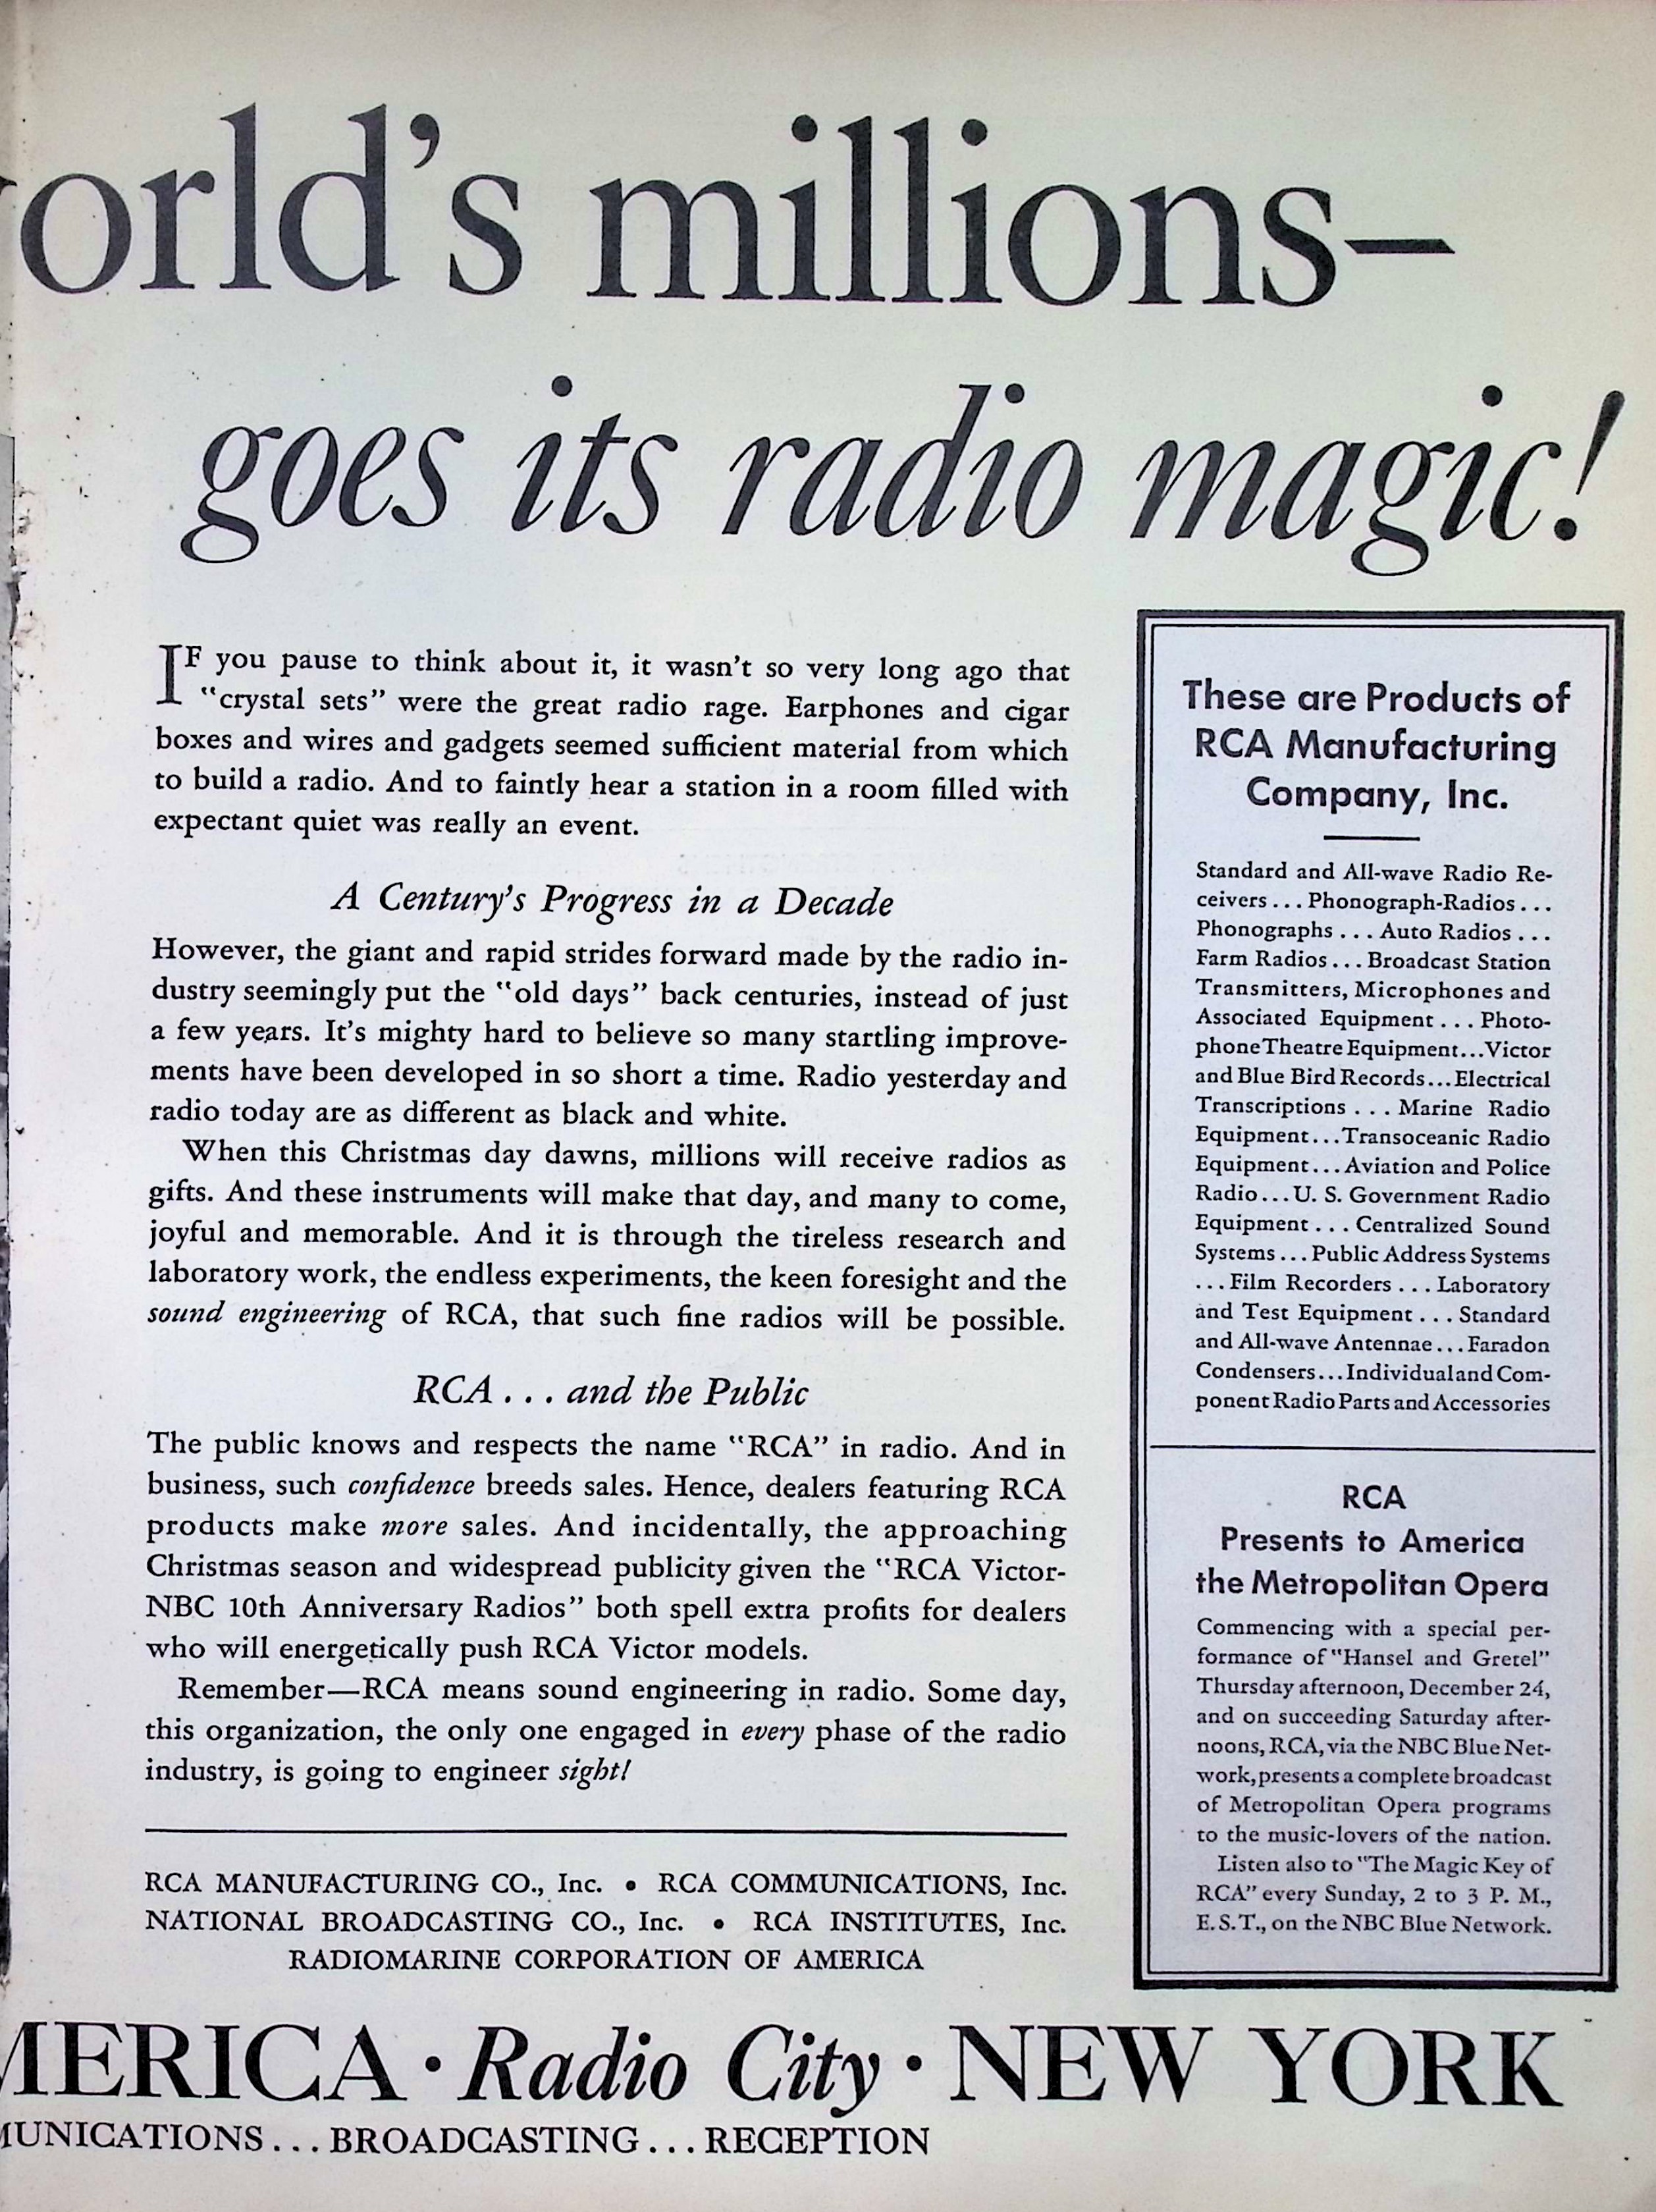 orld's millions—
goes its radio magic!
IF you pause to think about it, it wasn't so very long ago that
"crystal sets" were the great radio rage. Earphones and cigar
boxes and wires and gadgets seemed sufficient material from which
to build a radio. And to faintly hear a station in a room filled with
expectant quiet was really an event.
A Century's Progress in a Decade
However, the giant and rapid strides forward made by the radio in-
dustry seemingly put the "old days" back centuries, instead of just
a few years. It's mighty hard to believe so many startling improve-
ments have been developed in so short a time. Radio yesterday and
radio today are as different as black and white.
When this Christmas day dawns, millions will receive radios as
gifts. And these instruments will make that day, and many to come,
joyful and memorable. And it is through the tireless research and
laboratory work, the endless experiments, the keen foresight and the
sound engineering of RCA, that such fine radios will be possible.
RCA . . . and the Public
The public knows and respects the name "RCA" in radio. And in
business, such confidence breeds sales. Hence, dealers featuring RCA
products make more sales. And incidentally, the approaching
Christmas season and widespread publicity given the "RCA Victor-
NBC 10th Anniversary Radios" both spell extra profits for dealers
who will energetically push RCA Victor models.
Remember—RCA means sound engineering in radio. Some day,
this organization, the only one engaged in every phase of the radio
industry, is going to engineer sight!
RCA MANUFACTURING CO., Inc. • RCA COMMUNICATIONS, Inc.
NATIONAL BROADCASTING CO., Inc. • RCA INSTITUTES, Inc.
RADIOMARINE CORPORATION OF AMERICA
These are Products of
RCA Manufacturing
Company, Inc.
Standard and All-wave Radio Re-
ceivers . . . Phonograph-Radios . . .
Phonographs . . . Auto Radios . . .
Farm Radios . . . Broadcast Station
Transmitters, Microphones and
Associated Equipment . . . Photo-
phone Theatre Equipment...Victor
and Blue Bird Records...Electrical
Transcriptions . . . Marine Radio
Equipment...Transoceanic Radio
Equipment...Aviation and Police
Radio...U. S. Government Radio
Equipment . . . Centralized Sound
Systems . . . Public Address Systems
. . . Film Recorders . . . Laboratory
and Test Equipment . . . Standard
and All-wave Antennae...Faradon
Condensers...Individual and Com-
ponent Radio Parts and Accessories
RCA
Presents to America
the Metropolitan Opera
Commencing with a special per-
formance of "Hansel and Gretel"
Thursday afternoon, December 24,
and on succeeding Saturday after-
noons, RCA, via the NBC Blue Net-
work, presents a complete broadcast
of Metropolitan Opera programs
to the music-lovers of the nation.
Listen also to "The Magic Key of
RCA" every Sunday, 2 to 3 P. M.,
E. S. T., on the NBC Blue Network.
MERICA · Radio City · NEW YORK
MUNICATIONS . . . BROADCASTING . . . RECEPTION